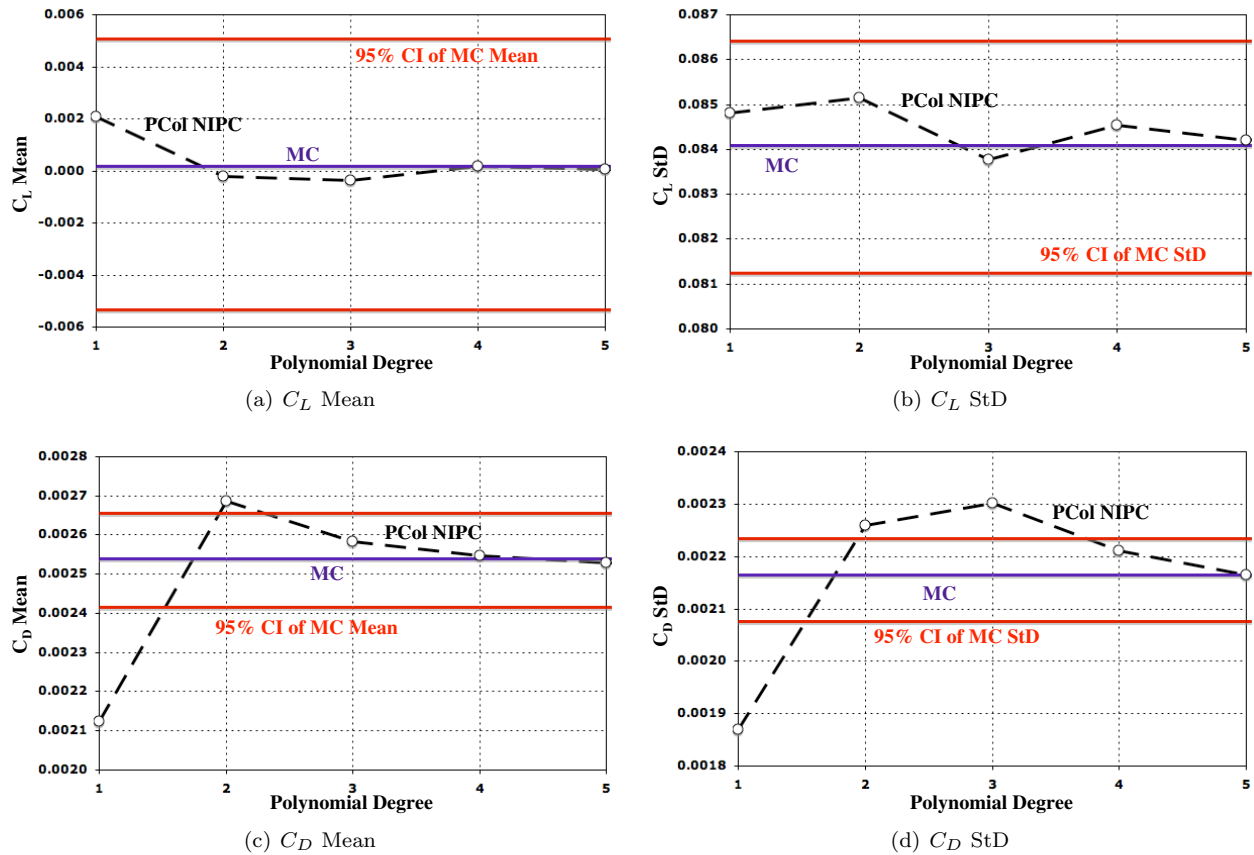 0.006
0.004
0.002
0.000
-0.002
-0.004
-0.006
C_L Mean
95% CI of MC Mean
PCol NIPC
MC
1 2 3 4 5
Polynomial Degree
(a) C_L Mean
0.087
0.086
0.085
0.084
0.083
0.082
0.081
0.080
C_L StD
PCol NIPC
MC
95% CI of MC StD
1 2 3 4 5
Polynomial Degree
(b) C_L StD
0.0028
0.0027
0.0026
0.0025
0.0024
0.0023
0.0022
0.0021
0.0020
C_D Mean
PCol NIPC
MC
95% CI of MC Mean
1 2 3 4 5
Polynomial Degree
(c) C_D Mean
0.0024
0.0023
0.0022
0.0021
0.0020
0.0019
0.0018
C_D StD
PCol NIPC
MC
95% CI of MC StD
1 2 3 4 5
Polynomial Degree
(d) C_D StD